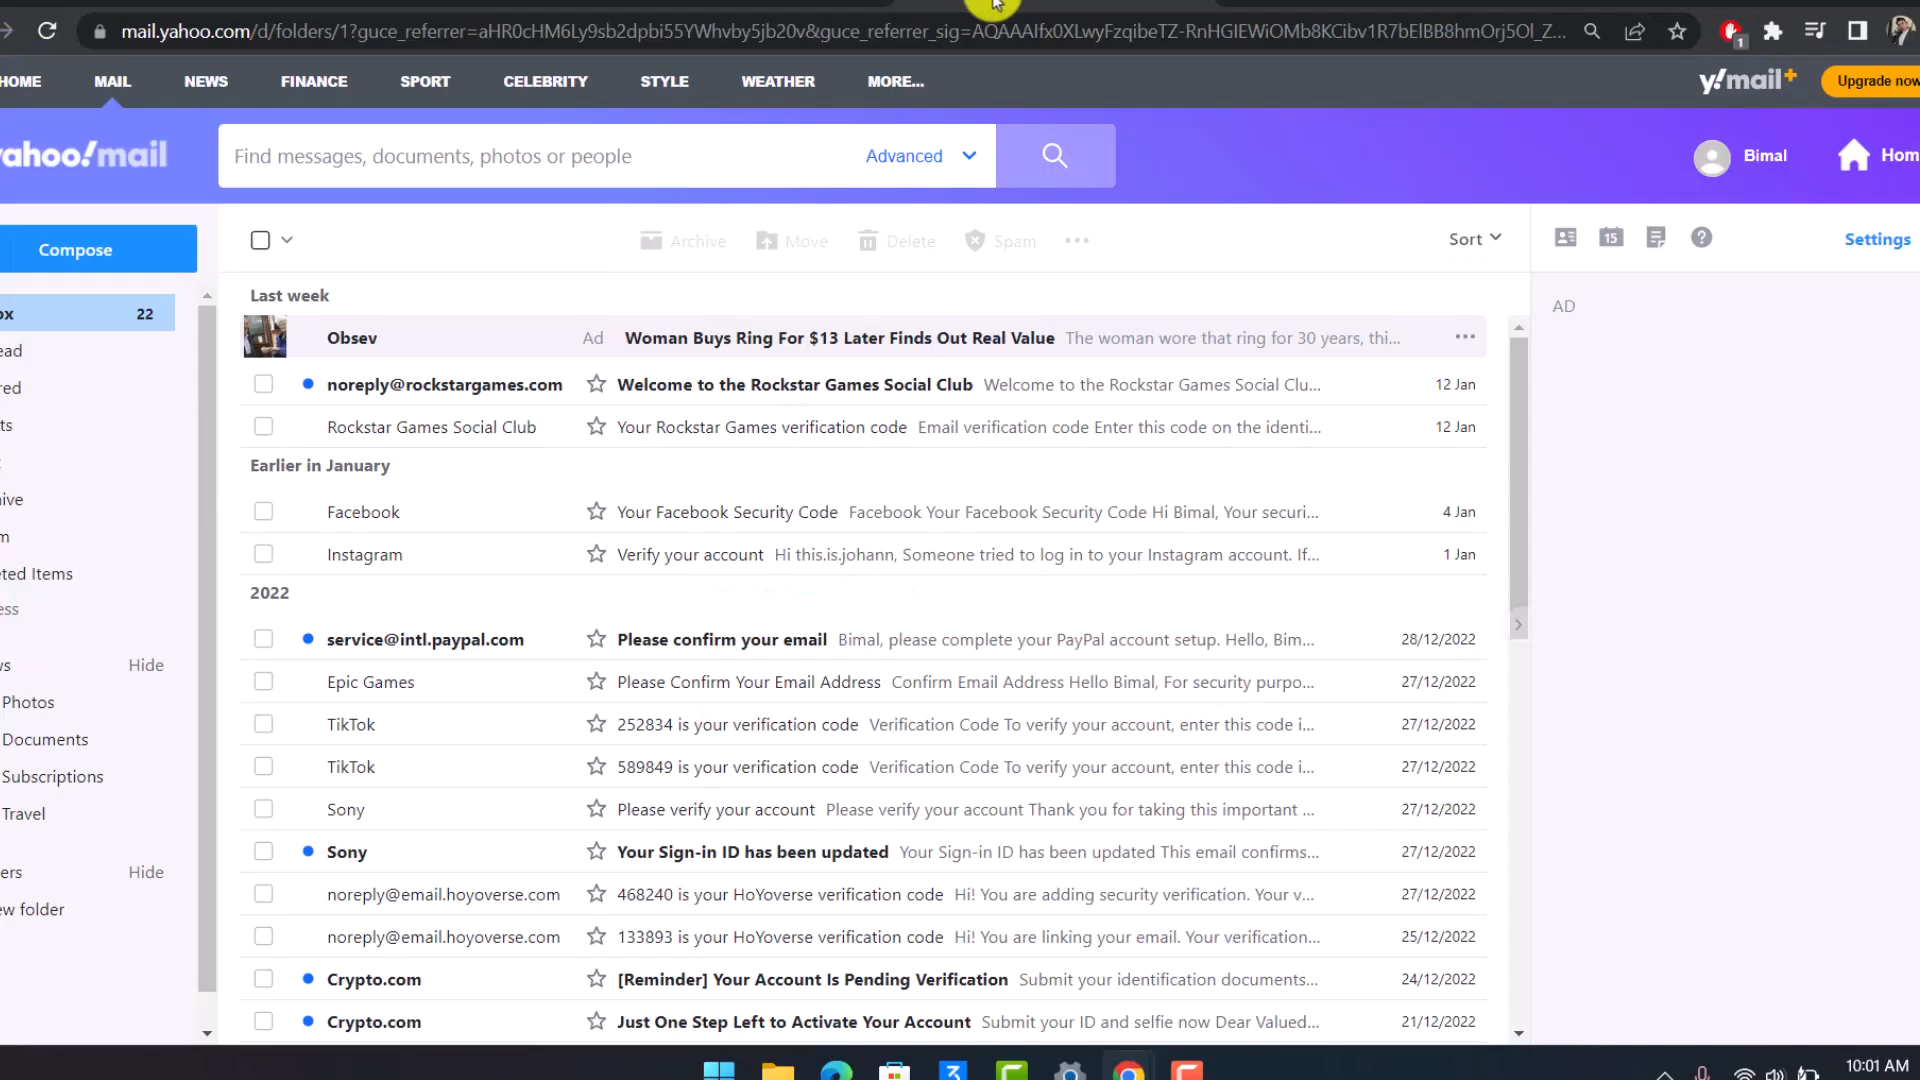 mail.yahoo.com/d/folders/1?guce_referrer=aHR0cHM6Ly9sb2dpbi55YWhvby5jb20v&guce_referrer_sig=AQAAAIfx0XLwyFzqibeTZ-RnHGIEWiOMb8KCibv1R7bElBB8hmOrj5Ol_Z...
1
HOME MAIL NEWS FINANCE SPORT CELEBRITY STYLE WEATHER MORE... y!mail+ Upgrade now
yahoo!mail Find messages, documents, photos or people Advanced Bimal Hom
Compose Archive Move Delete Spam ... Sort 15 Settings
Last week
AD
ox 22
Obsev Ad Woman Buys Ring For $13 Later Finds Out Real Value The woman wore that ring for 30 years, thi...
ead
noreply@rockstargames.com Welcome to the Rockstar Games Social Club Welcome to the Rockstar Games Social Clu... 12 Jan
red
Rockstar Games Social Club Your Rockstar Games verification code Email verification code Enter this code on the identi... 12 Jan
ts
Earlier in January
t
ive
Facebook Your Facebook Security Code Facebook Your Facebook Security Code Hi Bimal, Your securi... 4 Jan
m
Instagram Verify your account Hi this.is.johann, Someone tried to log in to your Instagram account. If... 1 Jan
eted Items
2022
ess
service@intl.paypal.com Please confirm your email Bimal, please complete your PayPal account setup. Hello, Bim... 28/12/2022
ws Hide
Epic Games Please Confirm Your Email Address Confirm Email Address Hello Bimal, For security purpo... 27/12/2022
Photos
TikTok 252834 is your verification code Verification Code To verify your account, enter this code i... 27/12/2022
Documents
TikTok 589849 is your verification code Verification Code To verify your account, enter this code i... 27/12/2022
Subscriptions
Sony Please verify your account Please verify your account Thank you for taking this important ... 27/12/2022
Travel
Sony Your Sign-in ID has been updated Your Sign-in ID has been updated This email confirms... 27/12/2022
ers Hide
noreply@email.hoyoverse.com 468240 is your HoYoverse verification code Hi! You are adding security verification. Your v... 27/12/2022
ew folder
noreply@email.hoyoverse.com 133893 is your HoYoverse verification code Hi! You are linking your email. Your verification... 25/12/2022
Crypto.com [Reminder] Your Account Is Pending Verification Submit your identification documents... 24/12/2022
Crypto.com Just One Step Left to Activate Your Account Submit your ID and selfie now Dear Valued... 21/12/2022
3
10:01 AM